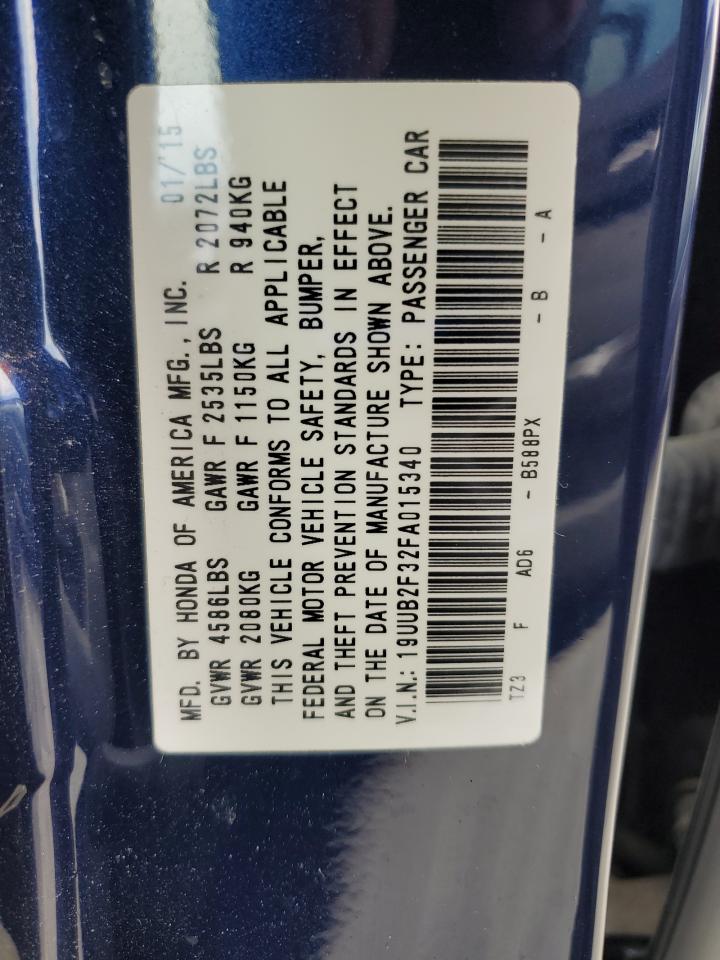 MFD. BY HONDA OF AMERICA MFG., INC. 01/'15
GVWR 4586LBS GAWR F 2535LBS R 2072LBS
GVWR 2080KG GAWR F 1150KG R 940KG
THIS VEHICLE CONFORMS TO ALL APPLICABLE
FEDERAL MOTOR VEHICLE SAFETY, BUMPER,
AND THEFT PREVENTION STANDARDS IN EFFECT
ON THE DATE OF MANUFACTURE SHOWN ABOVE.
V.I.N.: 19UUB2F32FA015340 TYPE: PASSENGER CAR
TZ3 F AD6 - B588PX - B - A